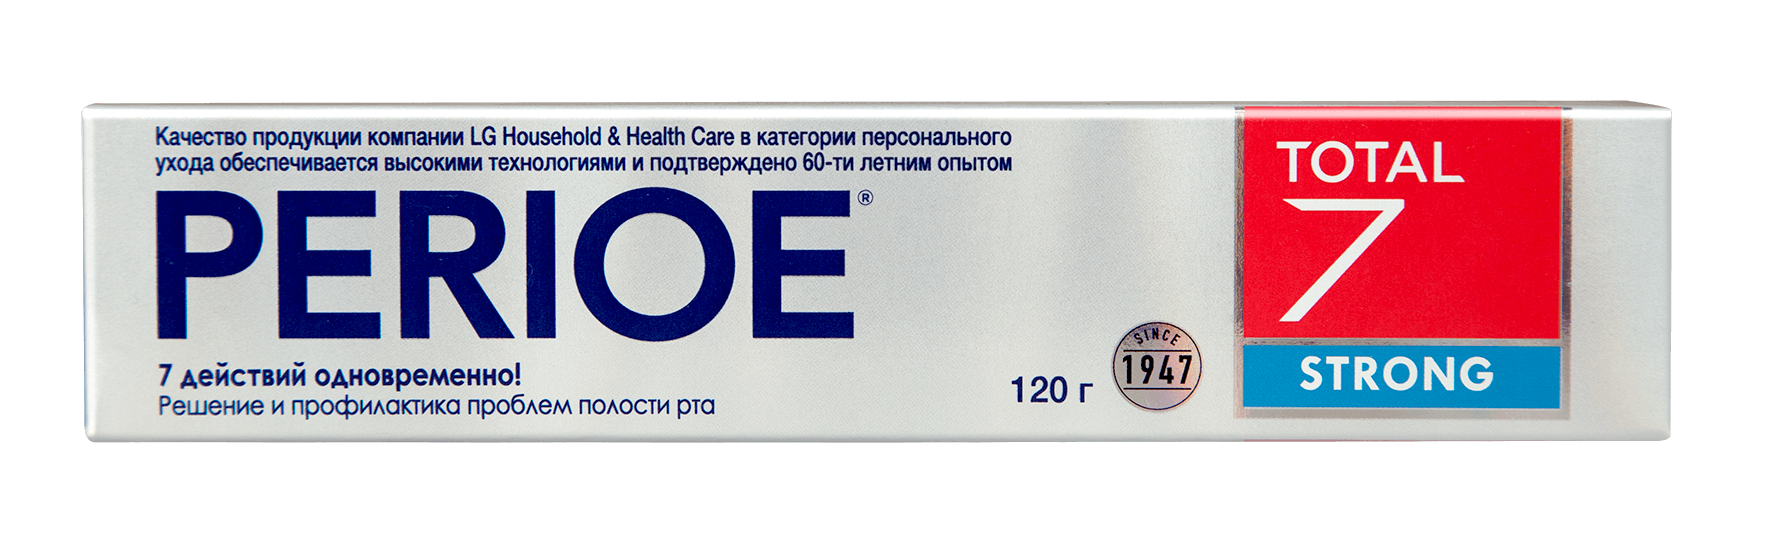 Качество продукции компании LG Household & Health Care в категории персонального
ухода обеспечивается высокими технологиями и подтверждено 60-ти летним опытом
PERIOE®
7 действий одновременно!
Решение и профилактика проблем полости рта
120 г
SINCE
1947
TOTAL
7
STRONG